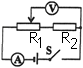 V
R₁ R₂
A S